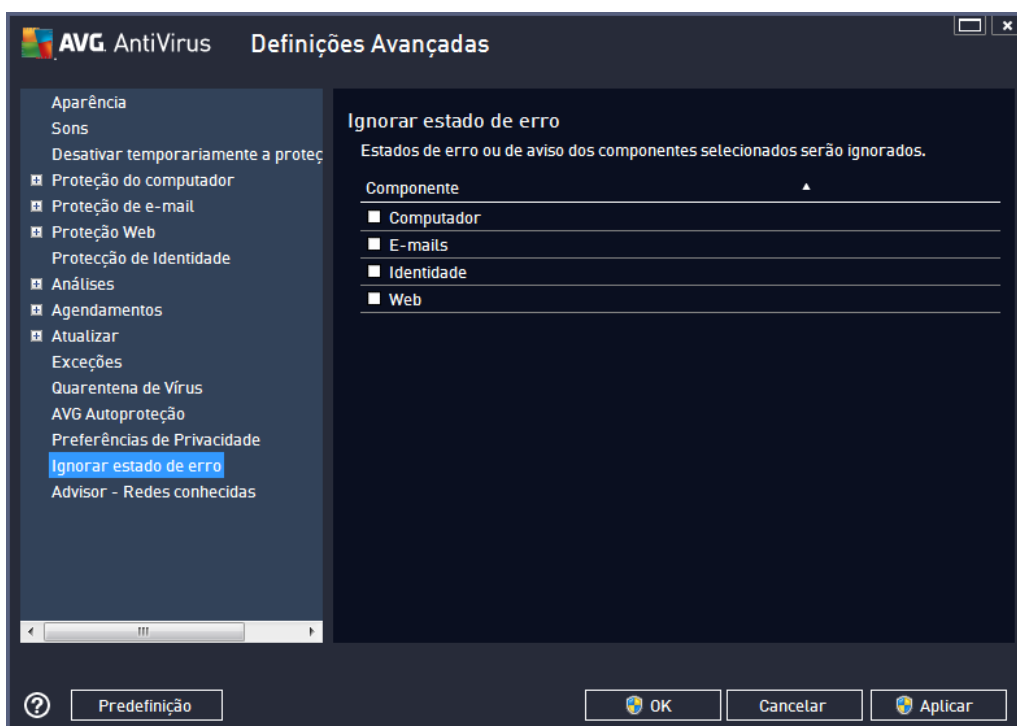 AVG. AntiVirus Definições Avançadas
Aparência
Sons
Desativar temporariamente a proteç
Proteção do computador
Proteção de e-mail
Proteção Web
Protecção de Identidade
Análises
Agendamentos
Atualizar
Exceções
Quarentena de Vírus
AVG Autoproteção
Preferências de Privacidade
Ignorar estado de erro
Advisor - Redes conhecidas
Ignorar estado de erro
Estados de erro ou de aviso dos componentes selecionados serão ignorados.
Componente
Computador
E-mails
Identidade
Web
Predefinição
OK
Cancelar
Aplicar